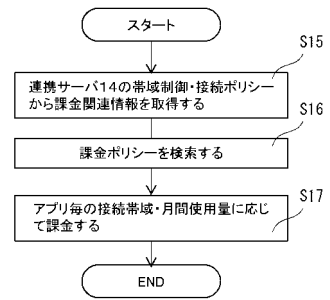 スタート
S15
連携サーバ14の帯域制御・接続ポリシー
から課金関連情報を取得する
S16
課金ポリシーを検索する
S17
アプリ毎の接続帯域・月間使用量に応じ
て課金する
END